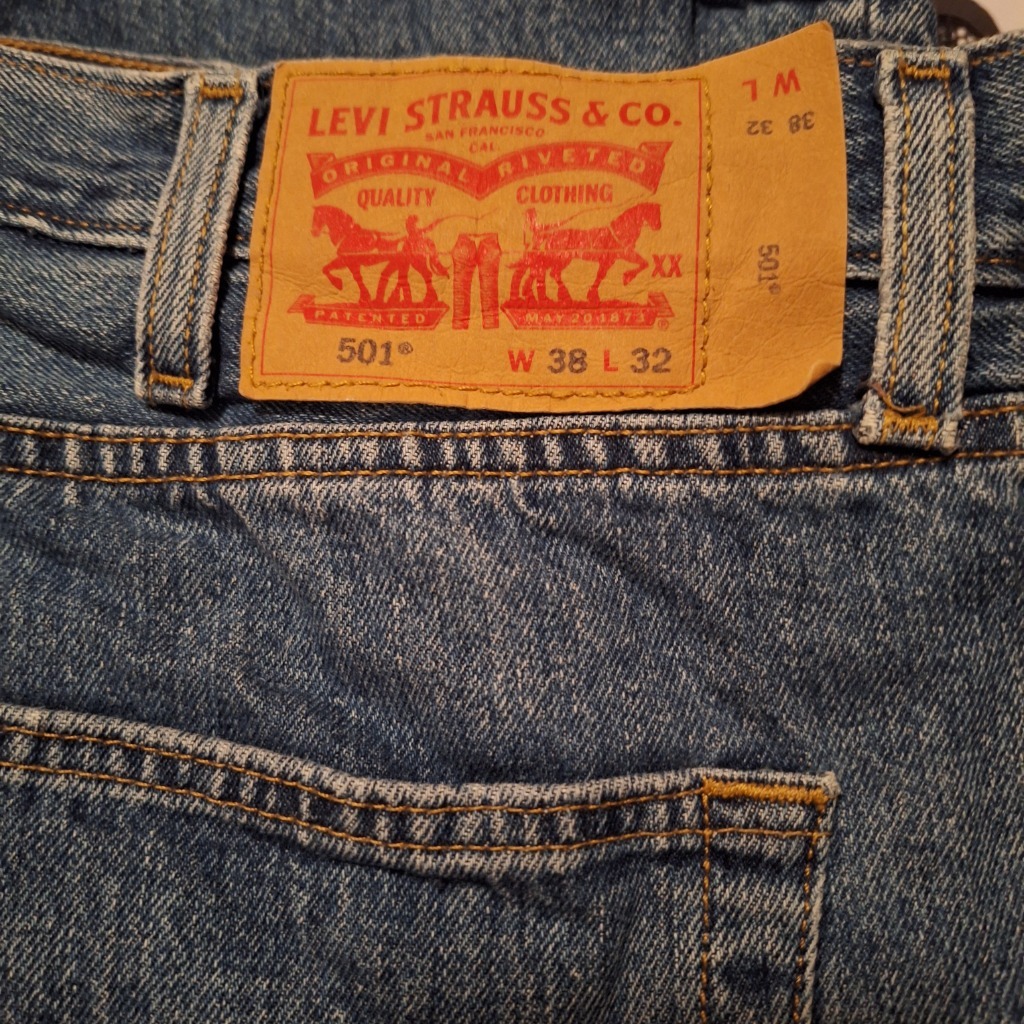 LEVI STRAUSS & CO.
SAN FRANCISCO
CAL.
ORIGINAL RIVETED
QUALITY CLOTHING
XX
PATENTED MAY 20 1873 ®
501® W 38 L 32
W L
38 32
501®